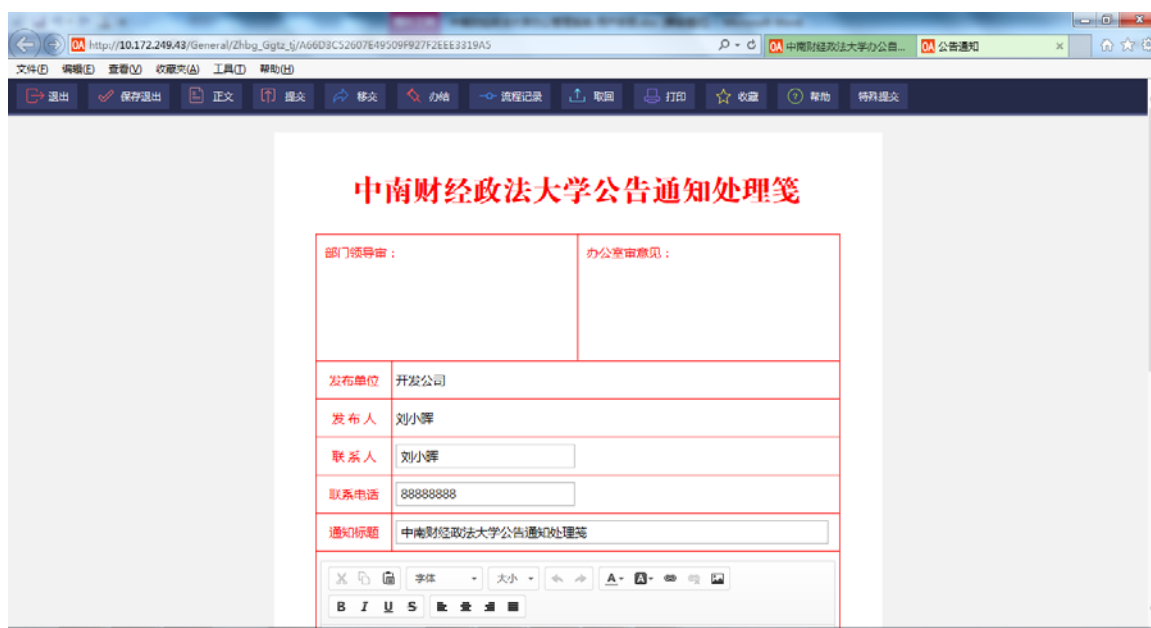 http://10.172.249.43/General/Zhbg_Ggtz_tj/A66D3C52607E49509F927F2EEE3319A5
OA 中南财经政法大学办公自...
OA 公告通知
文件(F) 编辑(E) 查看(V) 收藏夹(A) 工具(T) 帮助(H)
退出 保存退出 正文 提交 移交 办结 流程记录 取回 打印 收藏 帮助 特殊提交
中南财经政法大学公告通知处理笺
部门领导审： 办公室审意见：
发布单位 开发公司
发布人 刘小晖
联系人 刘小晖
联系电话 88888888
通知标题 中南财经政法大学公告通知处理笺
字体 大小 A A
B I U S